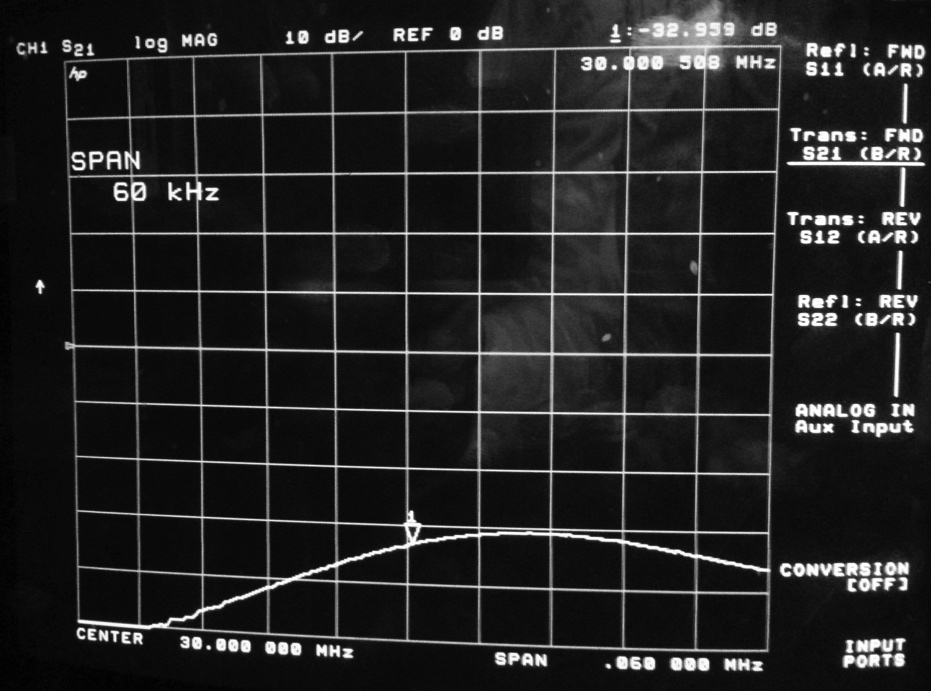 CH1 S21 log MAG 10 dB/ REF 0 dB 1:-32.959 dB
hp 30.000 508 MHz
SPAN
60 kHz
1
CENTER 30.000 000 MHz SPAN .060 000 MHz
Refl: FWD
S11 (A/R)
Trans: FWD
S21 (B/R)
Trans: REV
S12 (A/R)
Refl: REV
S22 (B/R)
ANALOG IN
Aux Input
CONVERSION
[OFF]
INPUT
PORTS